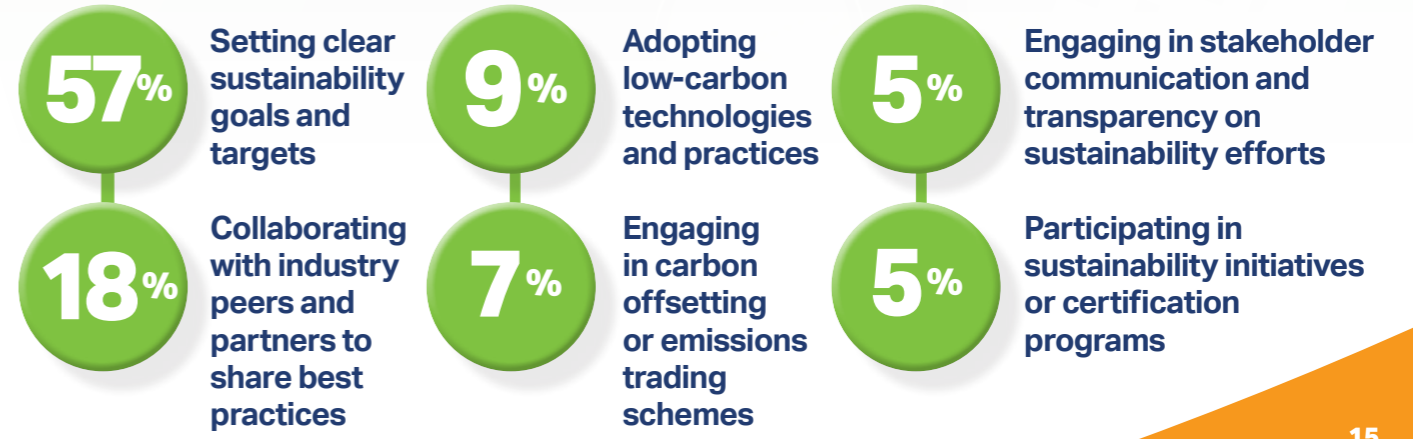 57%
Setting clear
sustainability
goals and
targets
18%
Collaborating
with industry
peers and
partners to
share best
practices
9%
Adopting
low-carbon
technologies
and practices
7%
Engaging
in carbon
offsetting
or emissions
trading
schemes
5%
Engaging in stakeholder
communication and
transparency on
sustainability efforts
5%
Participating in
sustainability initiatives
or certification
programs
15